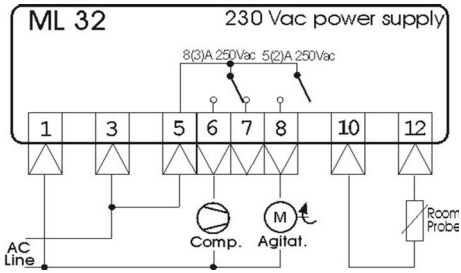 ML 32
230 Vac power supply
8(3)A 250Vac
5(2)A 250Vac
1 3 5 6 7 8 10 12
Comp.
M
Agitat.
Room
Probe
AC
Line